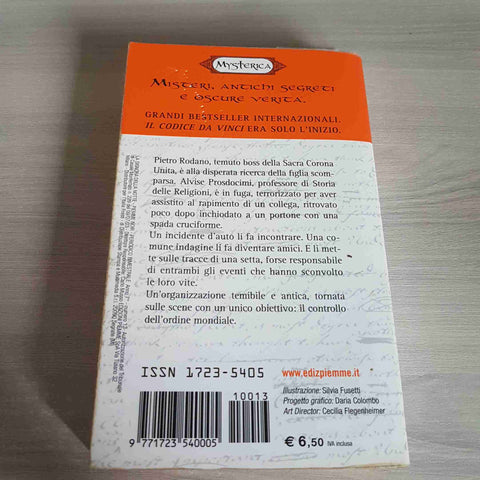 MYSTERICA
MISTERI, ANTICHI SEGRETI
E OSCURE VERITÀ.
GRANDI BESTSELLER INTERNAZIONALI.
IL CODICE DA VINCI ERA SOLO L'INIZIO.
Pietro Rodano, temuto boss della Sacra Corona
Unita, è alla disperata ricerca della figlia scom-
parsa. Alvise Prosdocimi, professore di Storia
delle Religioni, è in fuga, terrorizzato per aver
assistito al rapimento di un collega, ritrovato
poco dopo inchiodato a un portone con una
spada cruciforme.
Un incidente d'auto li fa incontrare. Una co-
mune indagine li fa diventare amici. E li met-
te sulle tracce di una setta, forse responsabile
di entrambi gli eventi che hanno sconvolto
le loro vite.
Un'organizzazione temibile e antica, tornata
sulle scene con un unico obiettivo: il controllo
dell'ordine mondiale.
ISSN 1723-5405
10013
9 771723 540005
www.edizpiemme.it
Illustrazione: Silvia Fusetti
Progetto grafico: Daria Colombo
Art Director: Cecilia Flegenheimer
€ 6,50 IVA inclusa